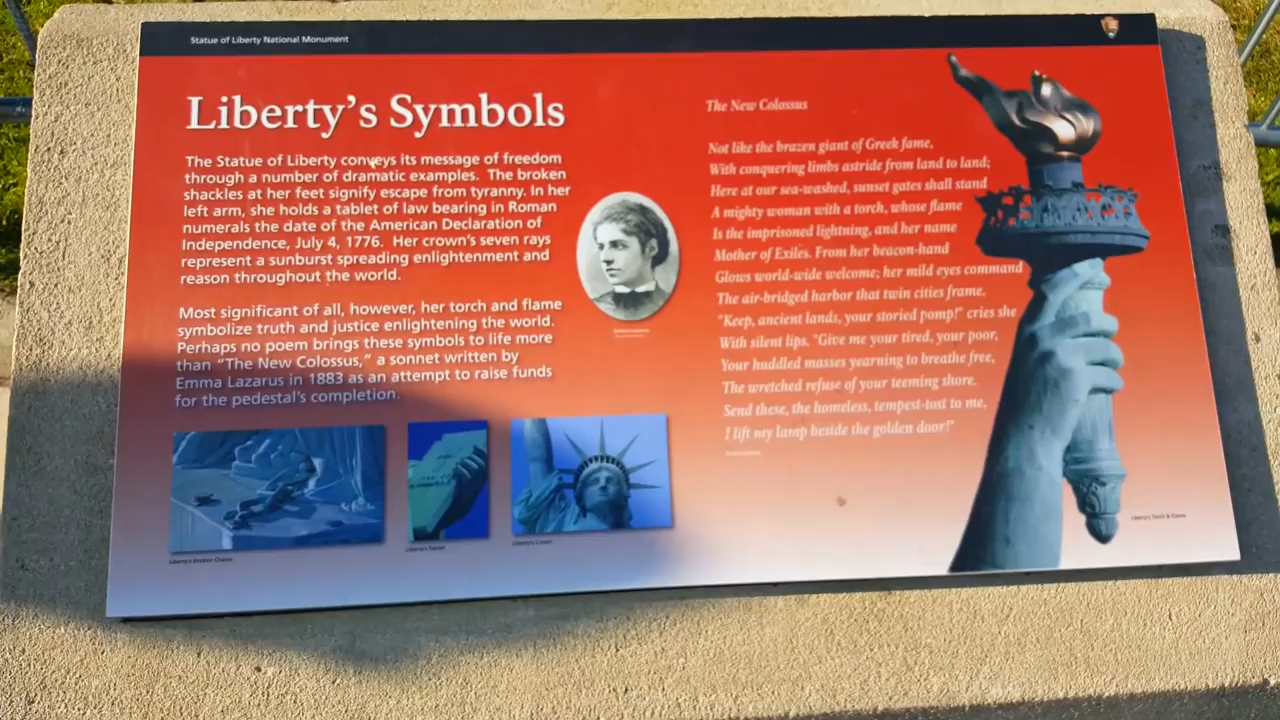 Statue of Liberty National Monument
Liberty's Symbols
The Statue of Liberty conveys its message of freedom
through a number of dramatic examples. The broken
shackles at her feet signify escape from tyranny. In her
left arm, she holds a tablet of law bearing in Roman
numerals the date of the American Declaration of
Independence, July 4, 1776. Her crown's seven rays
represent a sunburst spreading enlightenment and
reason throughout the world.
Most significant of all, however, her torch and flame
symbolize truth and justice enlightening the world.
Perhaps no poem brings these symbols to life more
than "The New Colossus," a sonnet written by
Emma Lazarus in 1883 as an attempt to raise funds
for the pedestal's completion.
Liberty's Broken Chains
Liberty's Tablet
Liberty's Crown
The New Colossus
Not like the brazen giant of Greek fame,
With conquering limbs astride from land to land;
Here at our sea-washed, sunset gates shall stand
A mighty woman with a torch, whose flame
Is the imprisoned lightning, and her name
Mother of Exiles. From her beacon-hand
Glows world-wide welcome; her mild eyes command
The air-bridged harbor that twin cities frame.
"Keep, ancient lands, your storied pomp!" cries she
With silent lips. "Give me your tired, your poor,
Your huddled masses yearning to breathe free,
The wretched refuse of your teeming shore.
Send these, the homeless, tempest-tost to me,
I lift my lamp beside the golden door!"
Liberty's Torch & Flame